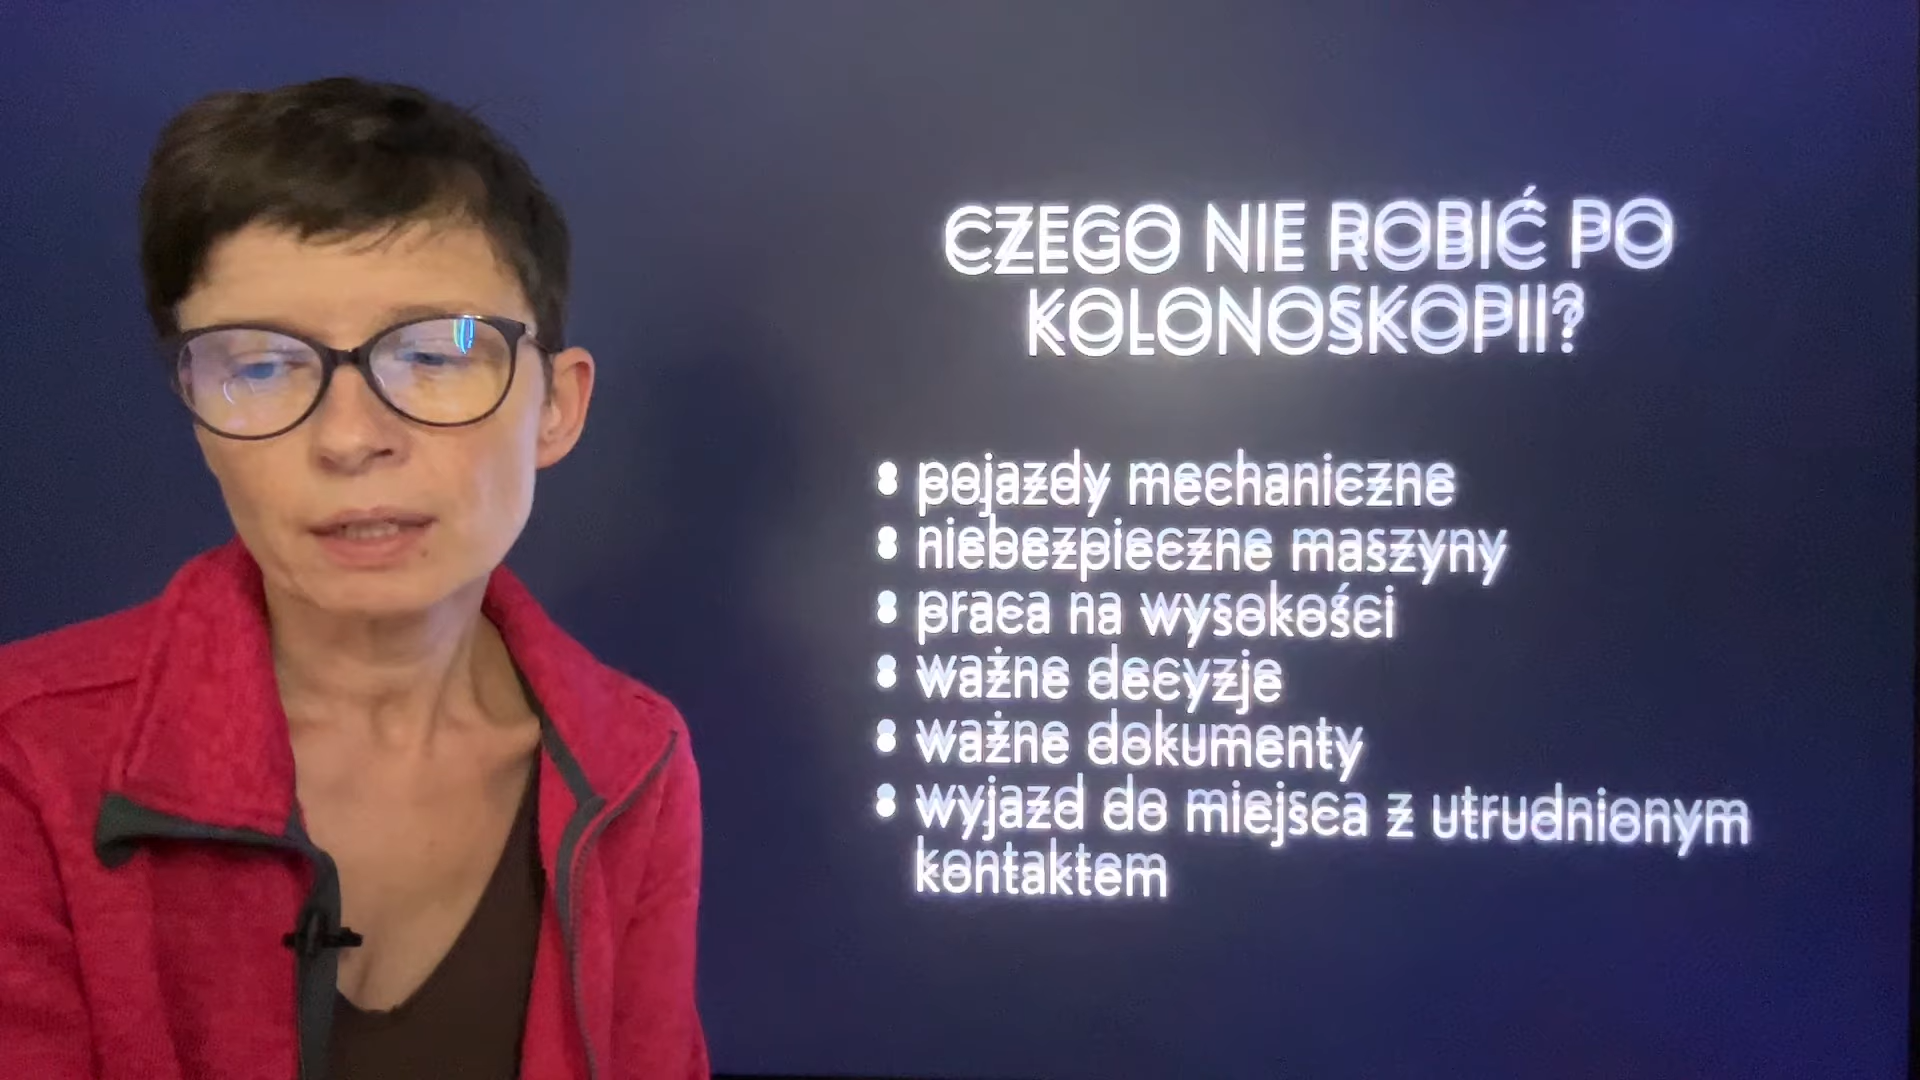 CZEGO NIE ROBIĆ PO
KOLONOSKOPII?
• pojazdy mechaniczne
• niebezpieczne maszyny
• praca na wysokości
• ważne decyzje
• ważne dokumenty
• wyjazd do miejsca z utrudnionym
kontaktem